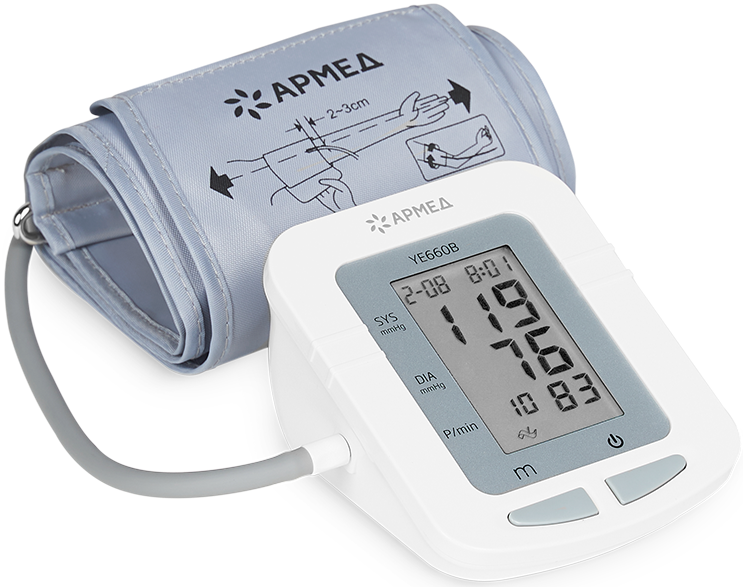 АРМЕД
2~3cm
АРМЕД
YE660B
2-08 8:01
SYS
mmHg
119
76
DIA
mmHg
10 83
P/min
m